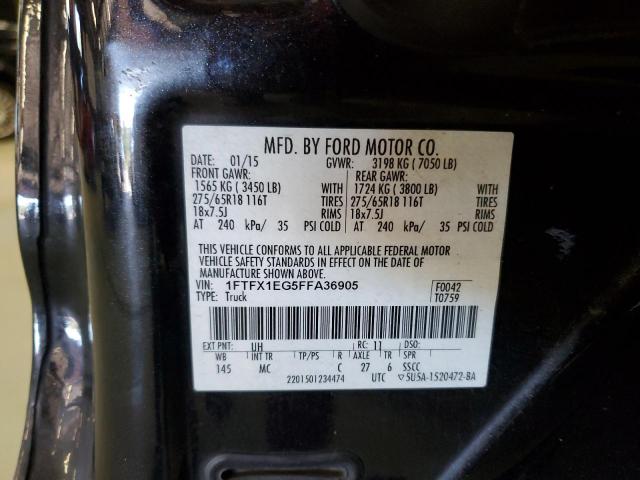 MFD. BY FORD MOTOR CO.
DATE: 01/15 GVWR: 3198 KG ( 7050 LB)
FRONT GAWR: REAR GAWR:
1565 KG ( 3450 LB) WITH 1724 KG ( 3800 LB) WITH
275/65R18 116T TIRES 275/65R18 116T TIRES
18x7.5J RIMS 18x7.5J RIMS
AT 240 kPa/ 35 PSI COLD AT 240 kPa/ 35 PSI COLD
THIS VEHICLE CONFORMS TO ALL APPLICABLE FEDERAL MOTOR
VEHICLE SAFETY STANDARDS IN EFFECT ON THE DATE OF
MANUFACTURE SHOWN ABOVE.
VIN: 1FTFX1EG5FFA36905 F0042
TYPE: Truck T0759
EXT PNT: UH RC: 11 DSO:
WB INT TR TP/PS R AXLE TR SPR
145 MC C 27 6 SSCC
2201501234474 UTC ▽5U5A-1520472-BA